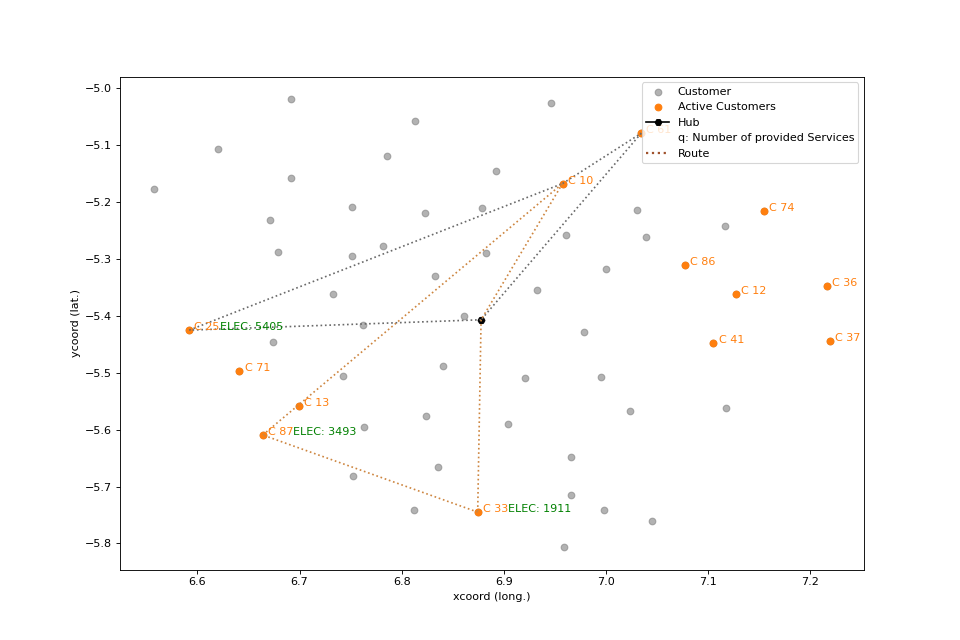 −5.0
−5.1
−5.2
−5.3
−5.4
−5.5
−5.6
−5.7
−5.8
ycoord (lat.)
6.6 6.7 6.8 6.9 7.0 7.1 7.2
xcoord (long.)
Customer
Active Customers
Hub
q: Number of provided Services
Route
C 10
C 74
C 86
C 36
C 12
C 25 ELEC: 5405
C 41
C 37
C 71
C 13
C 87 ELEC: 3493
C 33 ELEC: 1911